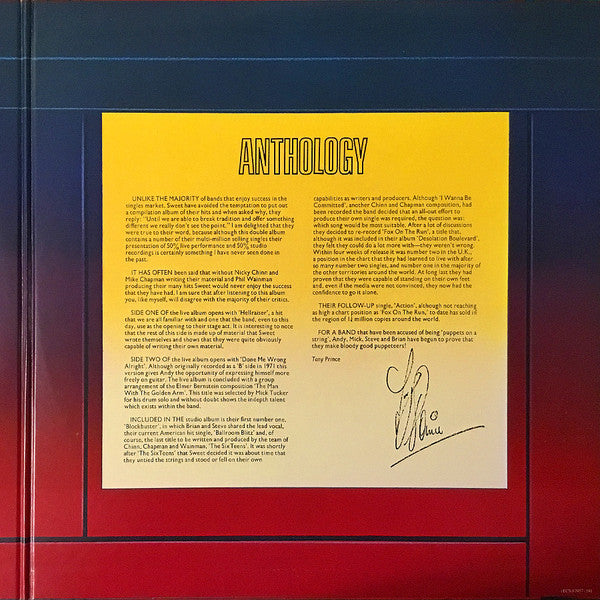 ANTHOLOGY
UNLIKE THE MAJORITY of bands that enjoy success in the
singles market, Sweet have avoided the temptation to put out
a compilation album of their hits and when asked why, they
reply: "Until we are able to break tradition and offer something
different we really don't see the point." I am delighted that they
were true to their word, because although this double album
contains a number of their multi-million selling singles their
presentation of 50% live performance and 50% studio
recordings is certainly something I have never seen done in
the past.
IT HAS OFTEN been said that without Nicky Chinn and
Mike Chapman writing their material and Phil Wainman
producing their many hits Sweet would never enjoy the success
that they have had. I am sure that after listening to this album
you, like myself, will disagree with the majority of their critics.
SIDE ONE OF the live album opens with 'Hellraiser', a hit
that we are all familiar with and one that the band, even to this
day, use as the opening to their stage act. It is interesting to note
that the rest of this side is made up of material that Sweet
wrote themselves and shows that they were quite obviously
capable of writing their own material.
SIDE TWO OF the live album opens with 'Done Me Wrong
Alright'. Although originally recorded as a 'B' side in 1971 this
version gives Andy the opportunity of expressing himself more
freely on guitar. The live album is concluded with a group
arrangement of the Elmer Bernstein composition 'The Man
With The Golden Arm'. This title was selected by Mick Tucker
for his drum solo and without doubt shows the indepth talent
which exists within the band.
INCLUDED IN THE studio album is their first number one,
'Blockbuster', in which Brian and Steve shared the lead vocal,
their current American hit single, 'Ballroom Blitz' and, of
course, the last title to be written and produced by the team of
Chinn, Chapman and Wainman, 'The Six Teens'. It was shortly
after 'The Six Teens' that Sweet decided it was about time that
they untied the strings and stood or fell on their own
capabilities as writers and producers. Although 'I Wanna Be
Committed', another Chinn and Chapman composition, had
been recorded the band decided that an all-out effort to
produce their own single was required, the question was:
which song would be most suitable. After a lot of discussions
they decided to re-record 'Fox On The Run', a title that,
although it was included in their album 'Desolation Boulevard',
they felt they could do a lot more with—they weren't wrong.
Within four weeks of release it was number two in the U.K.,
a position in the chart that they had learned to live with after
so many number two singles, and number one in the majority of
the other territories around the world. At long last they had
proven that they were capable of standing on their own feet
and, even if the media were not convinced, they now had the
confidence to go it alone.
THEIR FOLLOW-UP single, 'Action', although not reaching
as high a chart position as 'Fox On The Run,' to date has sold in
the region of 1¼ million copies around the world.
FOR A BAND that have been accused of being 'puppets on a
string', Andy, Mick, Steve and Brian have begun to prove that
they make bloody good puppeteers!
Tony Prince